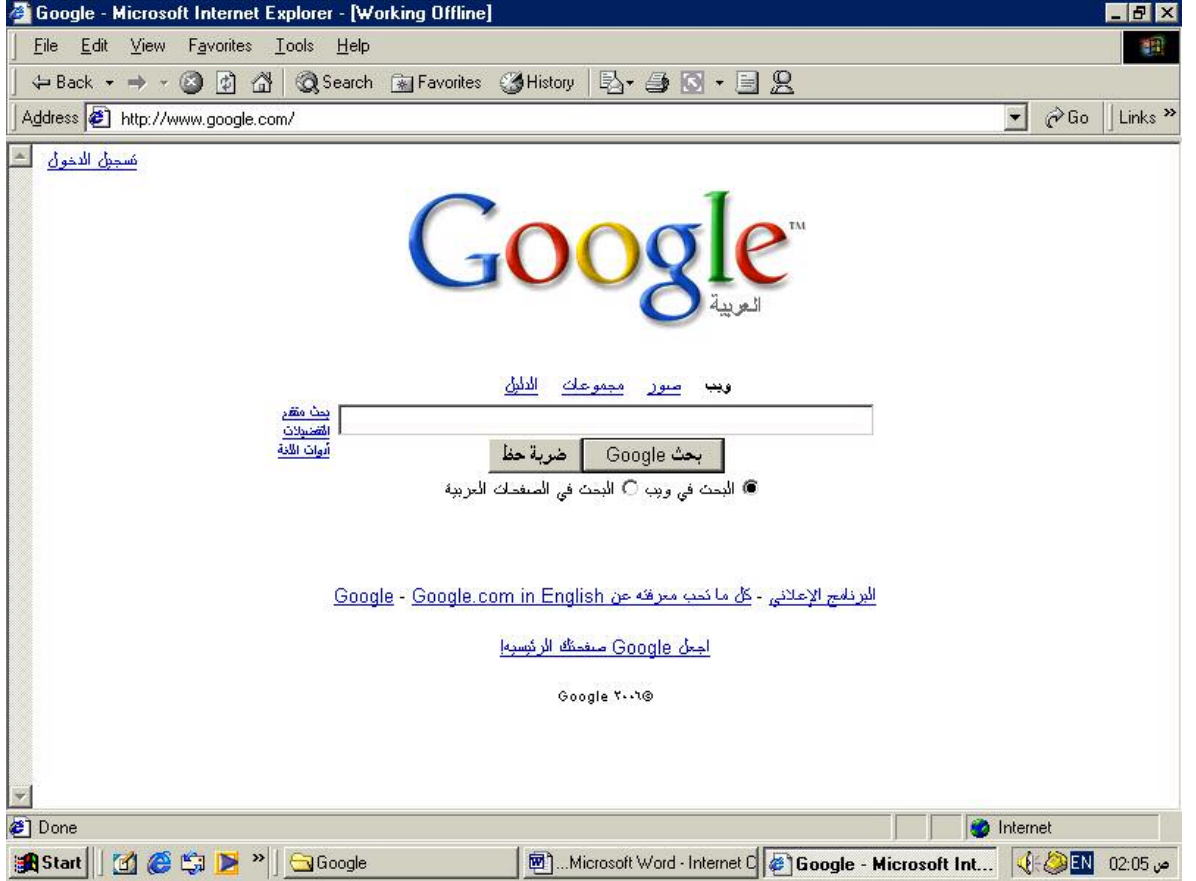 Google - Microsoft Internet Explorer - [Working Offline]
File Edit View Favorites Tools Help
Back Search Favorites History
Address http://www.google.com/ Go Links »
تسجيل الدخول
Google™
العربية
ويب صور مجموعات الدليل
بحث متقدم
التفضيلات
أدوات اللغة
بحث Google ضربة حظ
البحث في ويب البحث في الصفحات العربية
البرنامج الإعلاني - كل ما تحب معرفته عن Google - Google.com in English
اجعل Google صفحتك الرئيسيه!
©٢٠٠٦ Google
Done Internet
Start » Google ...Microsoft Word - Internet C Google - Microsoft Int... EN 02:05 ص